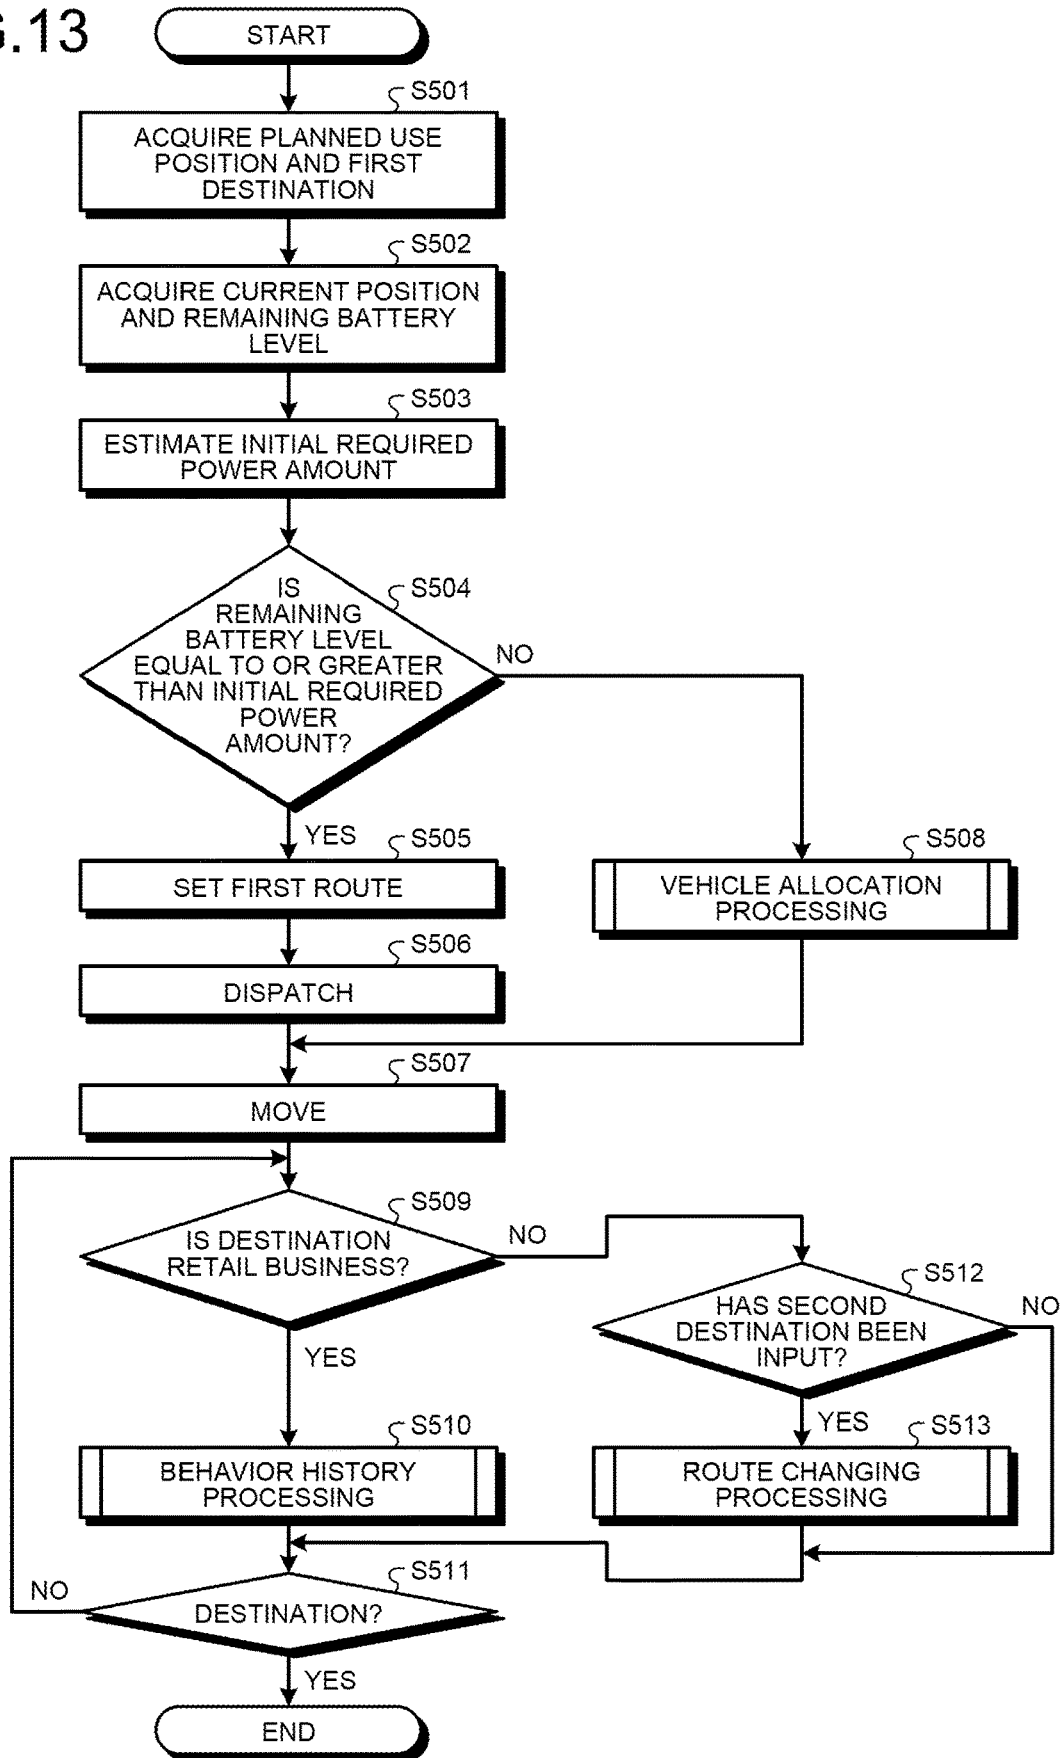 .13
START
S501
ACQUIRE PLANNED USE
POSITION AND FIRST
DESTINATION
S502
ACQUIRE CURRENT POSITION
AND REMAINING BATTERY
LEVEL
S503
ESTIMATE INITIAL REQUIRED
POWER AMOUNT
S504
IS
REMAINING
BATTERY LEVEL
EQUAL TO OR GREATER
THAN INITIAL REQUIRED
POWER
AMOUNT?
NO
YES
S505
SET FIRST ROUTE
S508
VEHICLE ALLOCATION
PROCESSING
S506
DISPATCH
S507
MOVE
S509
IS DESTINATION
RETAIL BUSINESS?
NO
YES
S512
HAS SECOND
DESTINATION BEEN
INPUT?
NO
YES
S510
BEHAVIOR HISTORY
PROCESSING
S513
ROUTE CHANGING
PROCESSING
S511
DESTINATION?
NO
YES
END